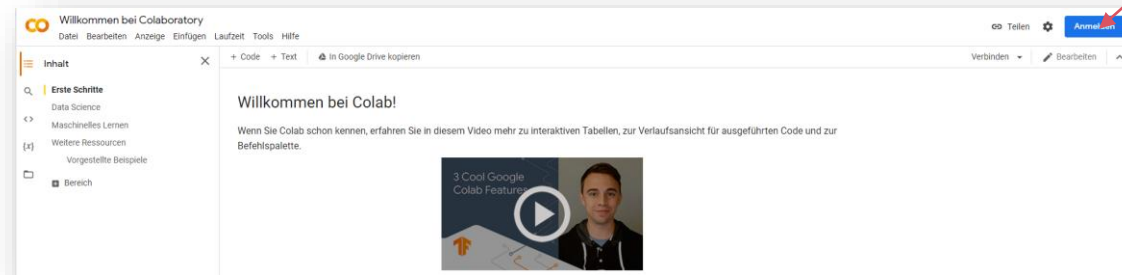 Willkommen bei Colaboratory
Datei Bearbeiten Anzeige Einfügen Laufzeit Tools Hilfe
Teilen
Anmelden
Inhalt
+ Code + Text In Google Drive kopieren
Verbinden
Bearbeiten
Erste Schritte
Data Science
Maschinelles Lernen
Weitere Ressourcen
Vorgestellte Beispiele
Bereich
Willkommen bei Colab!
Wenn Sie Colab schon kennen, erfahren Sie in diesem Video mehr zu interaktiven Tabellen, zur Verlaufsansicht für ausgeführten Code und zur
Befehlspalette.
3 Cool Google
Colab Features